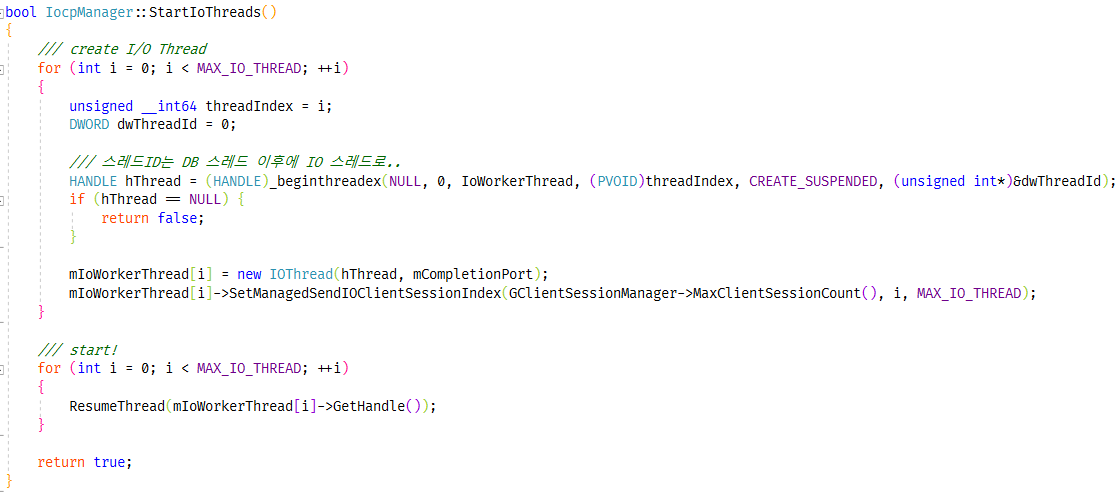 bool IocpManager::StartIoThreads()
{
    /// create I/O Thread
    for (int i = 0; i < MAX_IO_THREAD; ++i)
    {
        unsigned __int64 threadIndex = i;
        DWORD dwThreadId = 0;

        /// 스레드ID는 DB 스레드 이후에 IO 스레드로..
        HANDLE hThread = (HANDLE)_beginthreadex(NULL, 0, IoWorkerThread, (PVOID)threadIndex, CREATE_SUSPENDED, (unsigned int*)&dwThreadId);
        if (hThread == NULL) {
            return false;
        }

        mIoWorkerThread[i] = new IOThread(hThread, mCompletionPort);
        mIoWorkerThread[i]->SetManagedSendIOClientSessionIndex(GClientSessionManager->MaxClientSessionCount(), i, MAX_IO_THREAD);
    }

    /// start!
    for (int i = 0; i < MAX_IO_THREAD; ++i)
    {
        ResumeThread(mIoWorkerThread[i]->GetHandle());
    }

    return true;
}